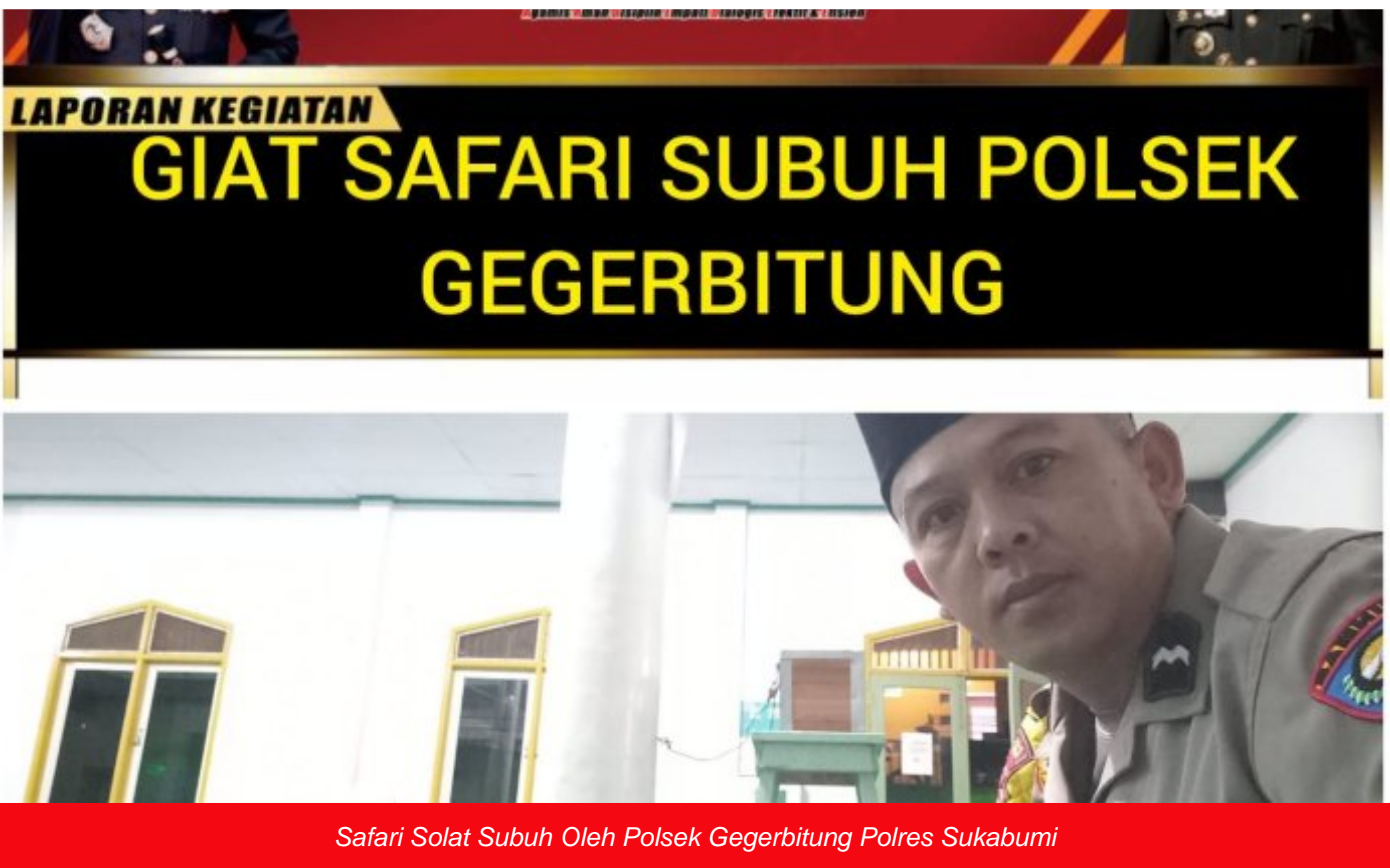 LAPORAN KEGIATAN
GIAT SAFARI SUBUH POLSEK
GEGERBITUNG
Safari Solat Subuh Oleh Polsek Gegerbitung Polres Sukabumi